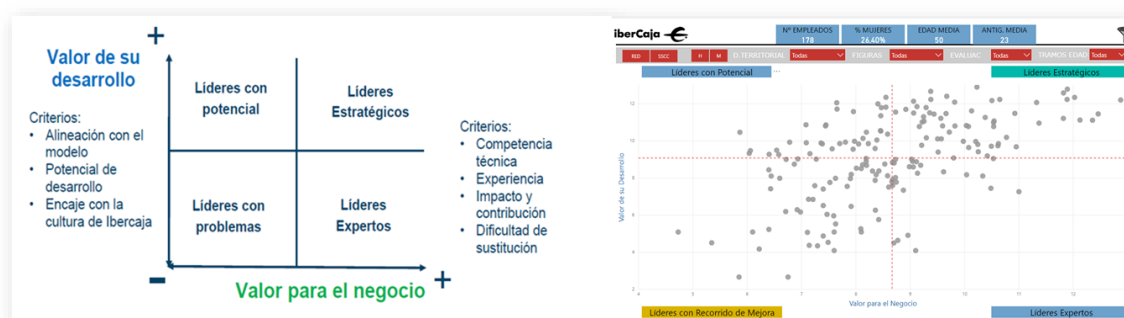 +
Valor de su
desarrollo
Criterios:
• Alineación con el
modelo
• Potencial de
desarrollo
• Encaje con la
cultura de Ibercaja
Líderes con
potencial
Líderes
Estratégicos
Líderes con
problemas
Líderes
Expertos
Criterios:
• Competencia
técnica
• Experiencia
• Impacto y
contribución
• Dificultad de
sustitución
-
Valor para el negocio +
iberCaja
Nº EMPLEADOS
178
% MUJERES
26,40%
EDAD MEDIA
50
ANTIG. MEDIA
23
RED SSCC H M D.TERRITORIAL Todas FIGURAS Todas EVALUAC Todas TRAMOS EDAD Todas
Líderes con Potencial ...
Líderes Estratégicos
Valor de su Desarrollo
12
10
8
6
4
2
4 5 6 7 8 9 10 11 12
Valor para el Negocio
Líderes con Recorrido de Mejora
Líderes Expertos